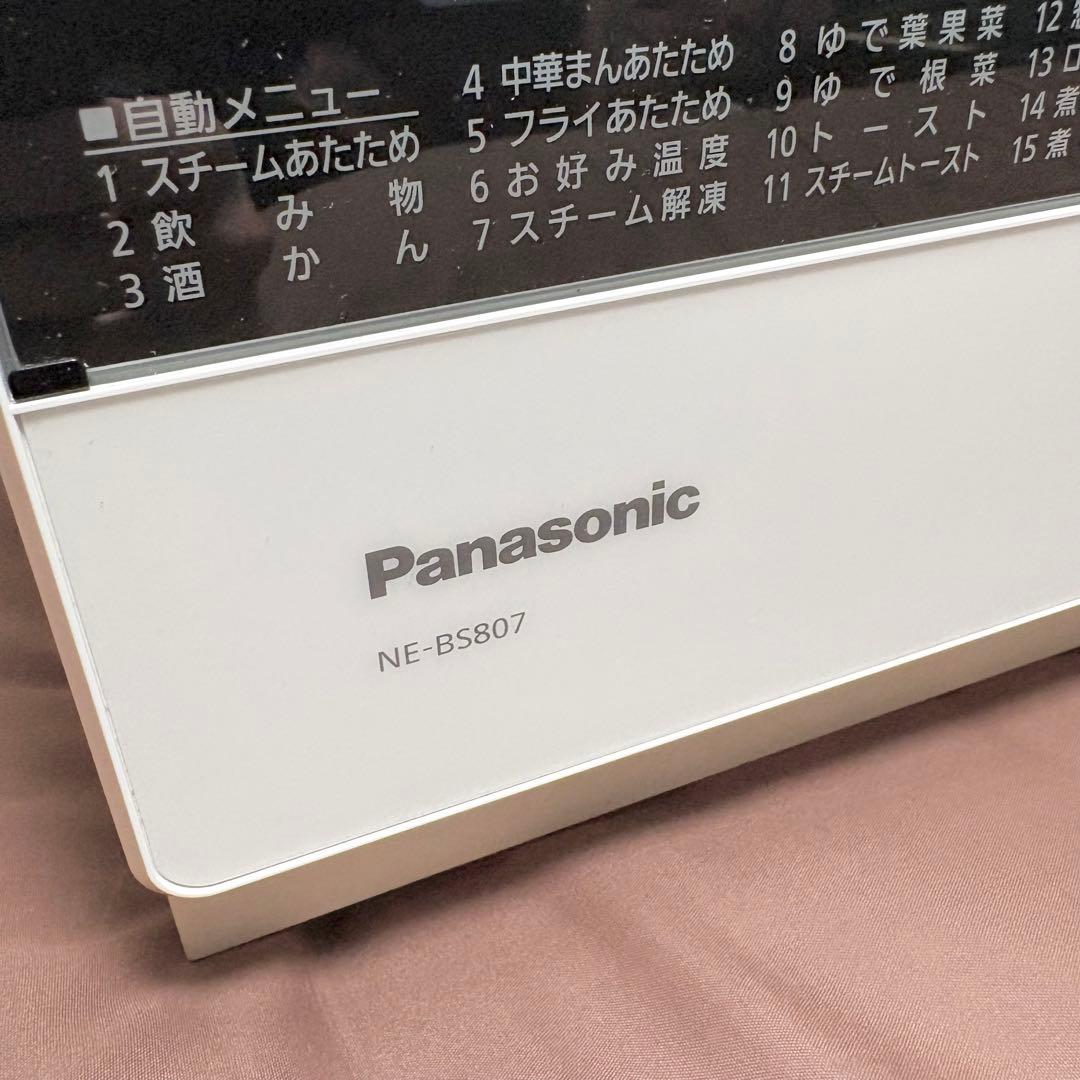 ■自動メニュー
1 スチームあたため
2 飲み物
3 酒かん
4 中華まんあたため
5 フライあたため
6 お好み温度
7 スチーム解凍
8 ゆで葉果菜
9 ゆで根菜
10 トースト
11 スチームトースト
12
13
14 煮
15 煮
Panasonic
NE-BS807